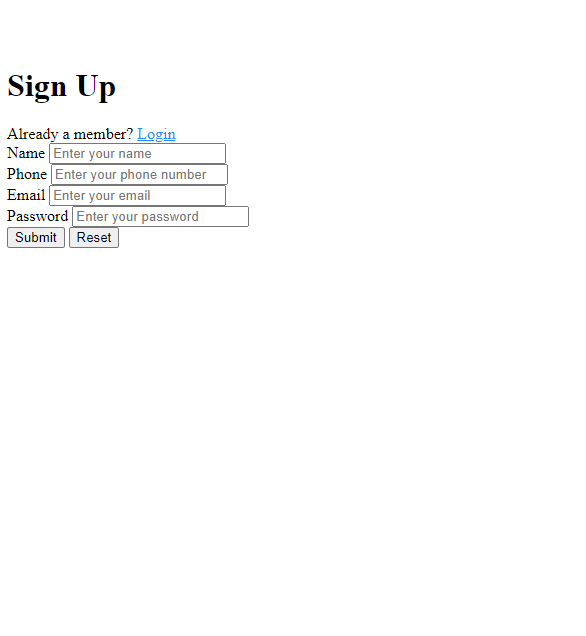 Sign Up
Already a member? Login
Name Enter your name
Phone Enter your phone number
Email Enter your email
Password Enter your password
Submit Reset